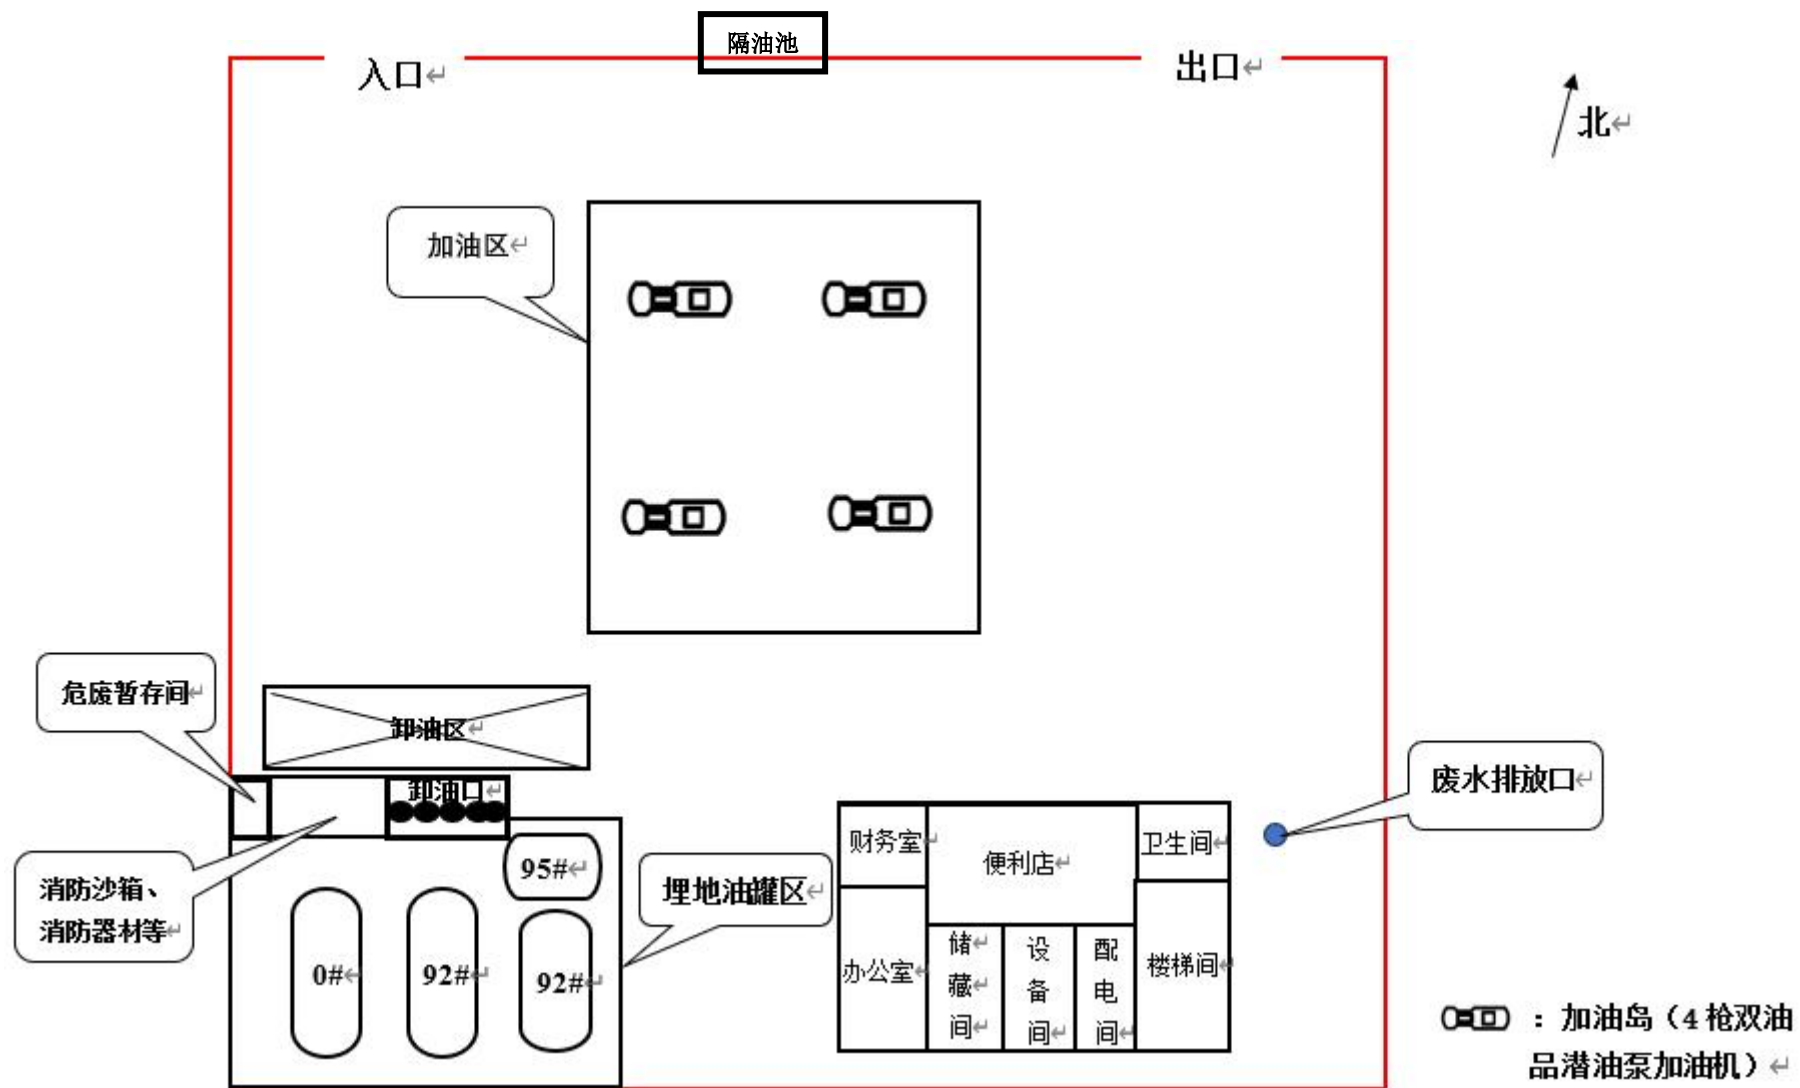 隔油池
入口
出口
北
加油区
危废暂存间
卸油区
卸油口
废水排放口
消防沙箱、
消防器材等
95#
0#
92#
92#
埋地油罐区
财务室
便利店
卫生间
办公室
储
藏
间
设
备
间
配
电
间
楼梯间
：加油岛（4 枪双油
品潜油泵加油机）